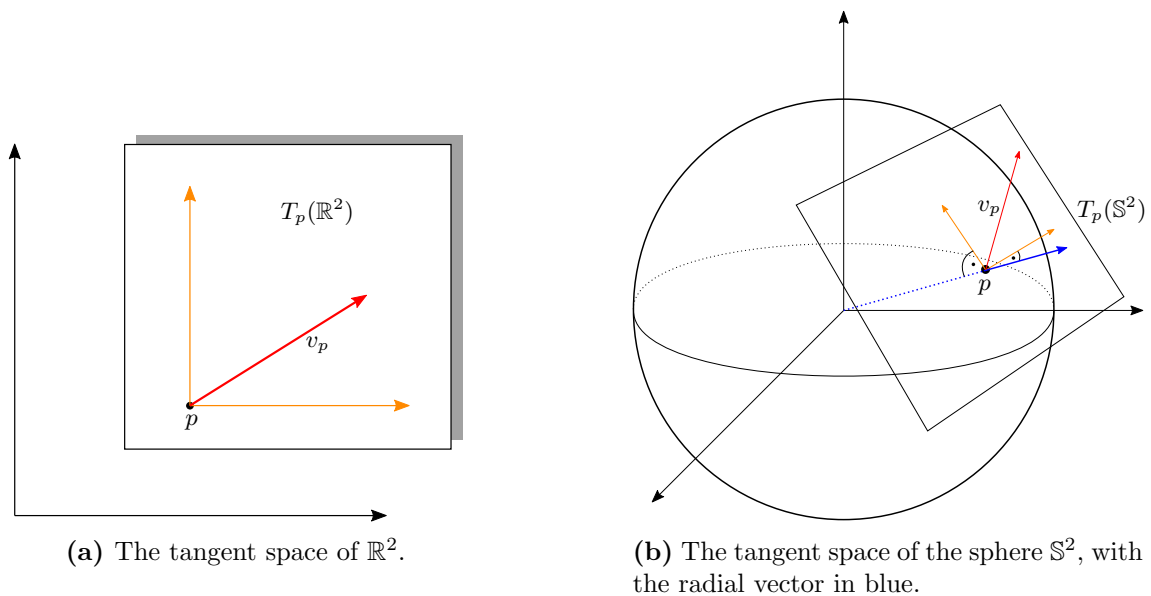 T_p(ℝ²)
v_p
p
(a) The tangent space of ℝ².
v_p
T_p(𝕊²)
p
(b) The tangent space of the sphere 𝕊², with
the radial vector in blue.